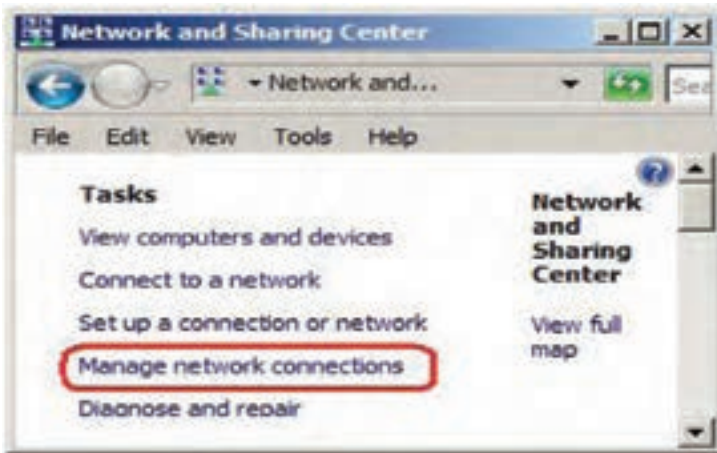 Network and Sharing Center
Network and...
Sea
File Edit View Tools Help
Tasks
View computers and devices
Connect to a network
Set up a connection or network
Manage network connections
Diagnose and repair
Network
and
Sharing
Center
View full
map